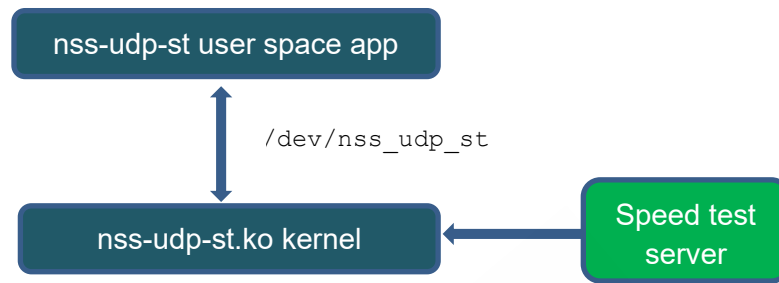 nss-udp-st user space app
/dev/nss_udp_st
nss-udp-st.ko kernel
Speed test
server